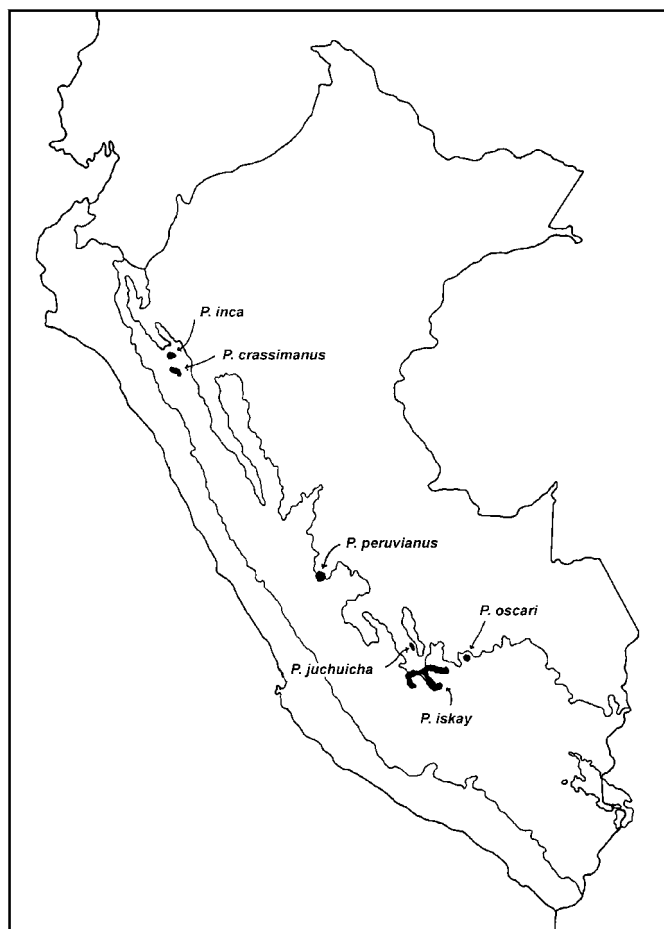 P. inca
P. crassimanus
P. peruvianus
P. oscari
P. juchuicha
P. iskay